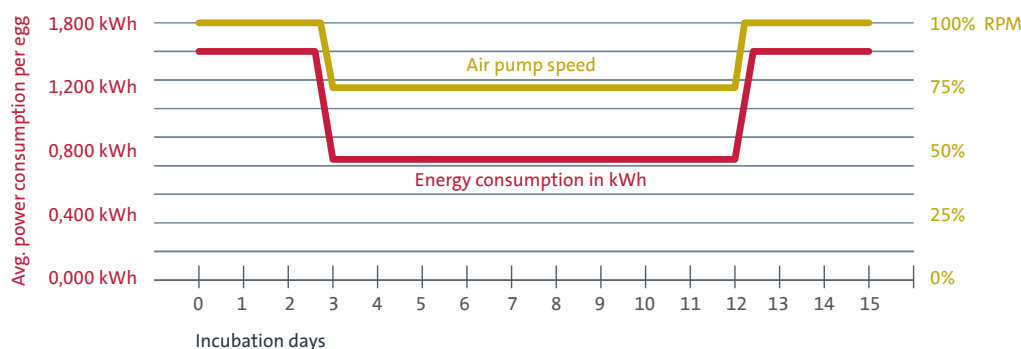 Avg. power consumption per egg
1,800 kWh
1,200 kWh
0,800 kWh
0,400 kWh
0,000 kWh
Air pump speed
Energy consumption in kWh
100% RPM
75%
50%
25%
0%
0 1 2 3 4 5 6 7 8 9 10 11 12 13 14 15
Incubation days